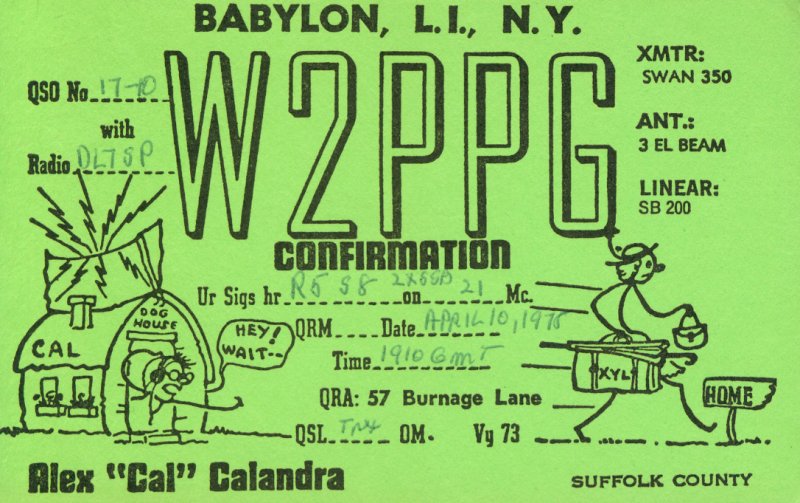 BABYLON, L.I., N.Y.
W2PPG
QSO No 17-70
with
Radio DL7SP
XMTR:
SWAN 350
ANT.:
3 EL BEAM
LINEAR:
SB 200
CONFIRMATION
Ur Sigs hr R5 S8 on 2XSSB 21 Mc.
QRM Date APRIL 10, 1975
Time 1910 GMT
QRA: 57 Burnage Lane
QSL TNX OM. Vy 73
DOG
HOUSE
CAL
HEY!
WAIT--
XYL
HOME
Alex "Cal" Calandra
SUFFOLK COUNTY